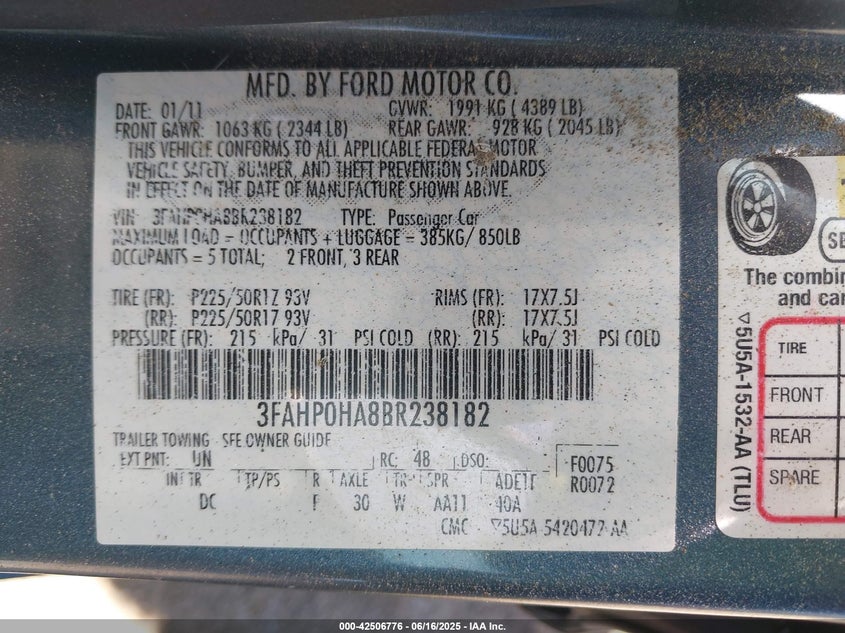 MFD. BY FORD MOTOR CO.
DATE: 01/11 GVWR: 1991 KG ( 4389 LB)
FRONT GAWR: 1063 KG ( 2344 LB) REAR GAWR: 928 KG ( 2045 LB)
THIS VEHICLE CONFORMS TO ALL APPLICABLE FEDERAL MOTOR
VEHICLE SAFETY, BUMPER, AND THEFT PREVENTION STANDARDS
IN EFFECT ON THE DATE OF MANUFACTURE SHOWN ABOVE.
VIN: 3FAHP0HA8BR238182 TYPE: Passenger Car
MAXIMUM LOAD = OCCUPANTS + LUGGAGE = 385KG/ 850LB
OCCUPANTS = 5 TOTAL; 2 FRONT, 3 REAR
TIRE (FR): P225/50R17 93V RIMS (FR): 17X7.5J
(RR): P225/50R17 93V (RR): 17X7.5J
PRESSURE (FR): 215 kPa/ 31 PSI COLD (RR): 215 kPa/ 31 PSI COLD
3FAHP0HA8BR238182
TRAILER TOWING - SEE OWNER GUIDE
EXT PNT: UN RC: 48 DSO: F0075
INT TR TP/PS R AXLE TR SPR R0072
DC F 30 W AA11 40A
CMC ▽5U5A-5420472-AA
The combin
and car
TIRE
FRONT
REAR
SPARE
▽5U5A-1532-AA (TLU)
000-42506776 - 06/16/2025 - IAA Inc.